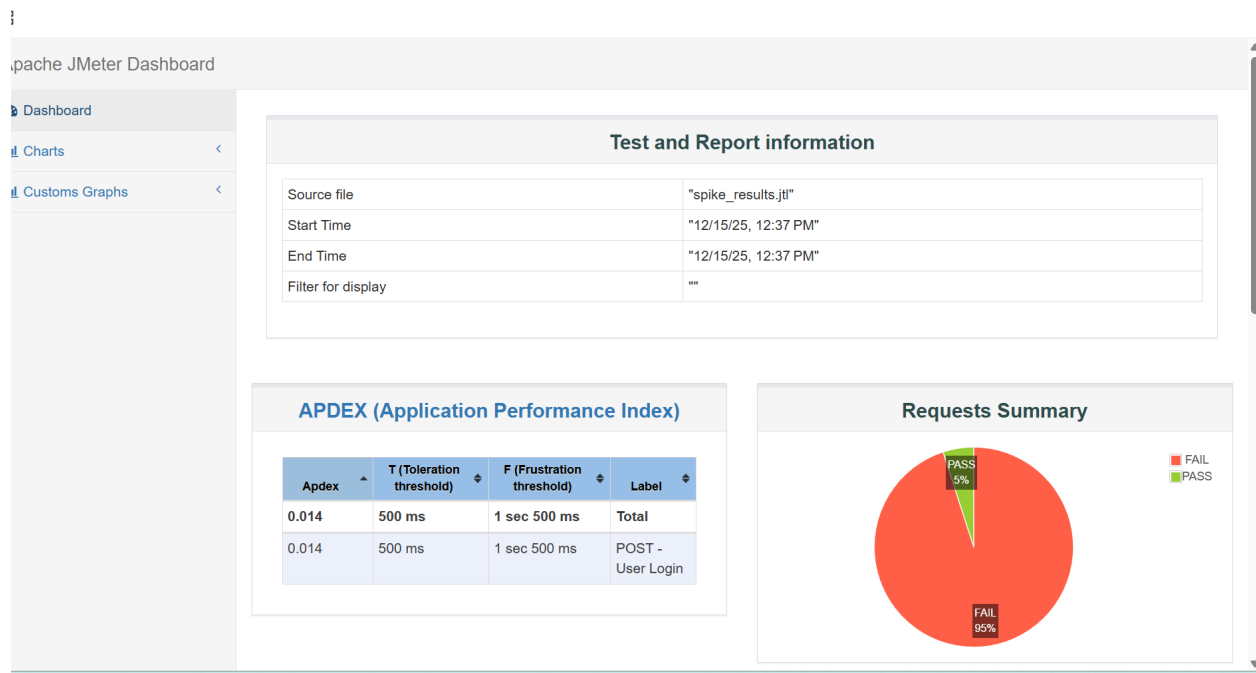 pache JMeter Dashboard
Dashboard
Charts
Customs Graphs
Test and Report information
Source file "spike_results.jtl"
Start Time "12/15/25, 12:37 PM"
End Time "12/15/25, 12:37 PM"
Filter for display ""
APDEX (Application Performance Index)
Apdex T (Toleration threshold) F (Frustration threshold) Label
0.014 500 ms 1 sec 500 ms Total
0.014 500 ms 1 sec 500 ms POST - User Login
Requests Summary
FAIL
PASS
PASS
5%
FAIL
95%